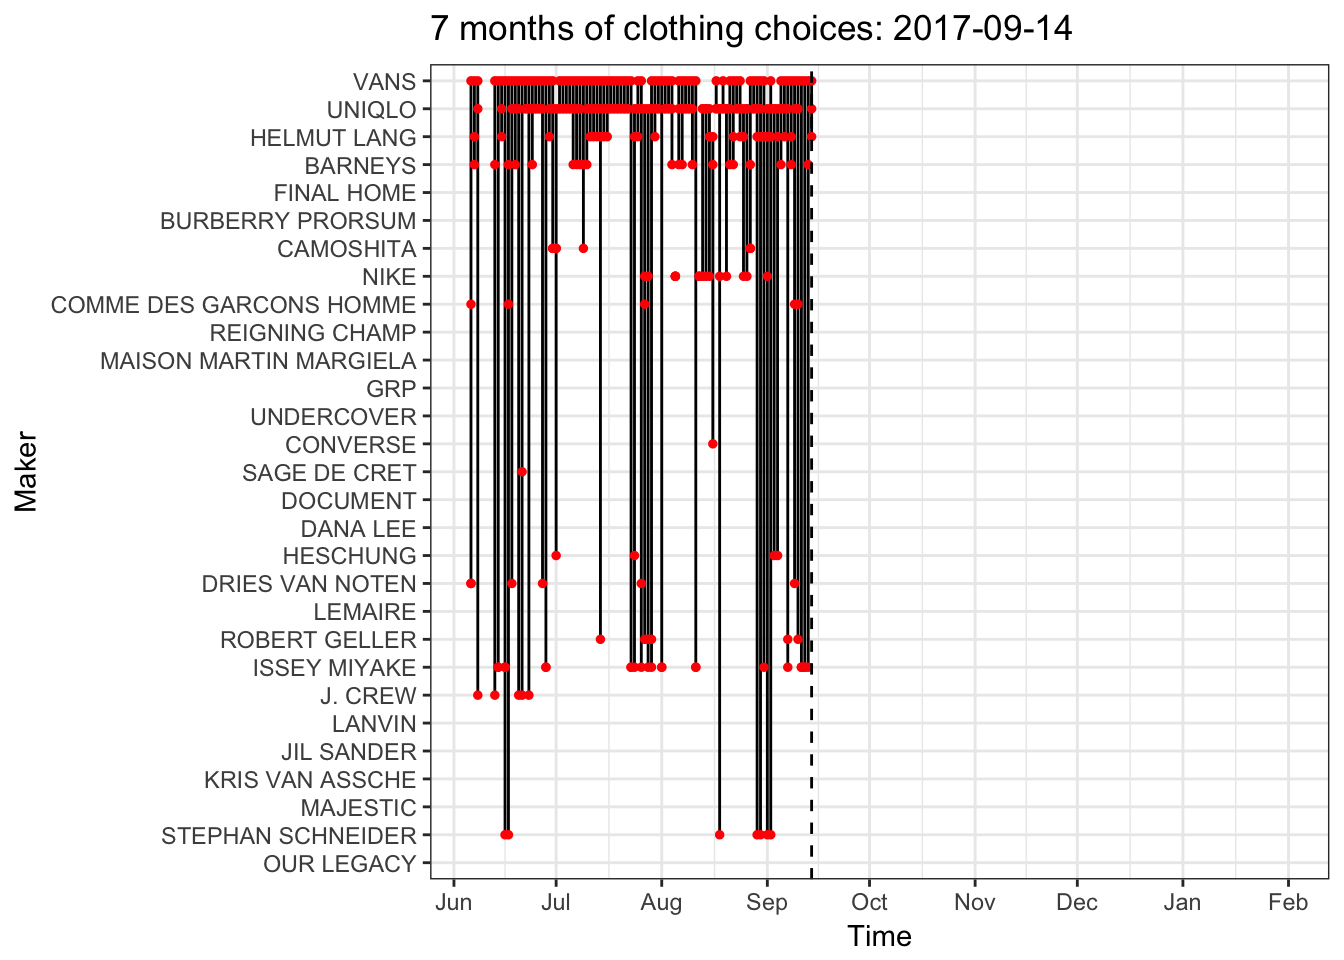 7 months of clothing choices: 2017-09-14
VANS
UNIQLO
HELMUT LANG
BARNEYS
FINAL HOME
BURBERRY PRORSUM
CAMOSHITA
NIKE
COMME DES GARCONS HOMME
REIGNING CHAMP
MAISON MARTIN MARGIELA
GRP
UNDERCOVER
CONVERSE
SAGE DE CRET
DOCUMENT
DANA LEE
HESCHUNG
DRIES VAN NOTEN
LEMAIRE
ROBERT GELLER
ISSEY MIYAKE
J. CREW
LANVIN
JIL SANDER
KRIS VAN ASSCHE
MAJESTIC
STEPHAN SCHNEIDER
OUR LEGACY
Maker
Jun Jul Aug Sep Oct Nov Dec Jan Feb
Time